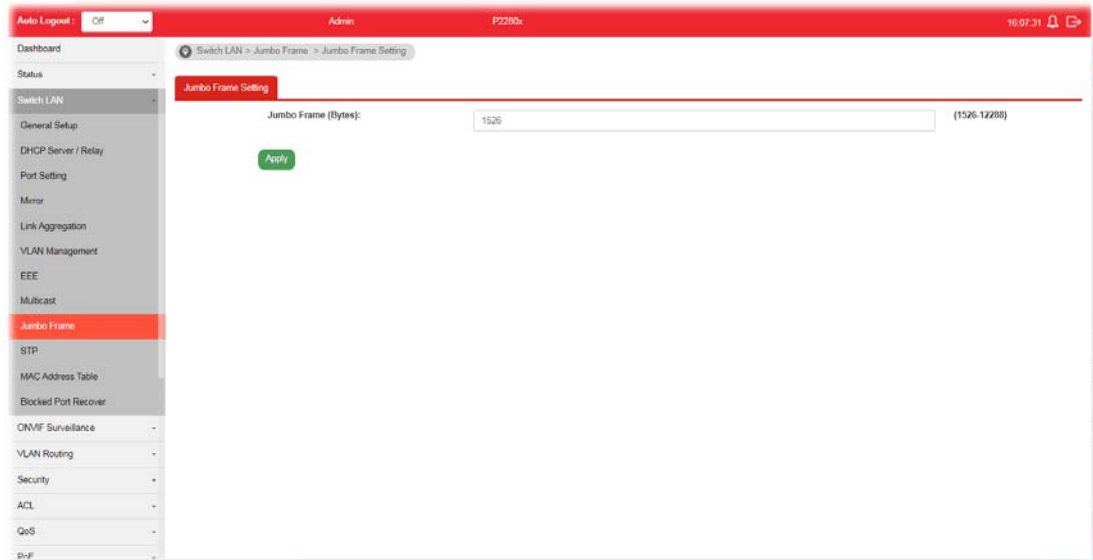 Auto Logout : Off Admin P2280x 16:07:31
Dashboard
Switch LAN > Jumbo Frame > Jumbo Frame Setting
Status
Jumbo Frame Setting
Switch LAN
Jumbo Frame (Bytes): 1526 (1526-12288)
General Setup
DHCP Server / Relay
Apply
Port Setting
Mirror
Link Aggregation
VLAN Management
EEE
Multicast
Jumbo Frame
STP
MAC Address Table
Blocked Port Recover
ONVIF Surveillance
VLAN Routing
Security
ACL
QoS
PoE